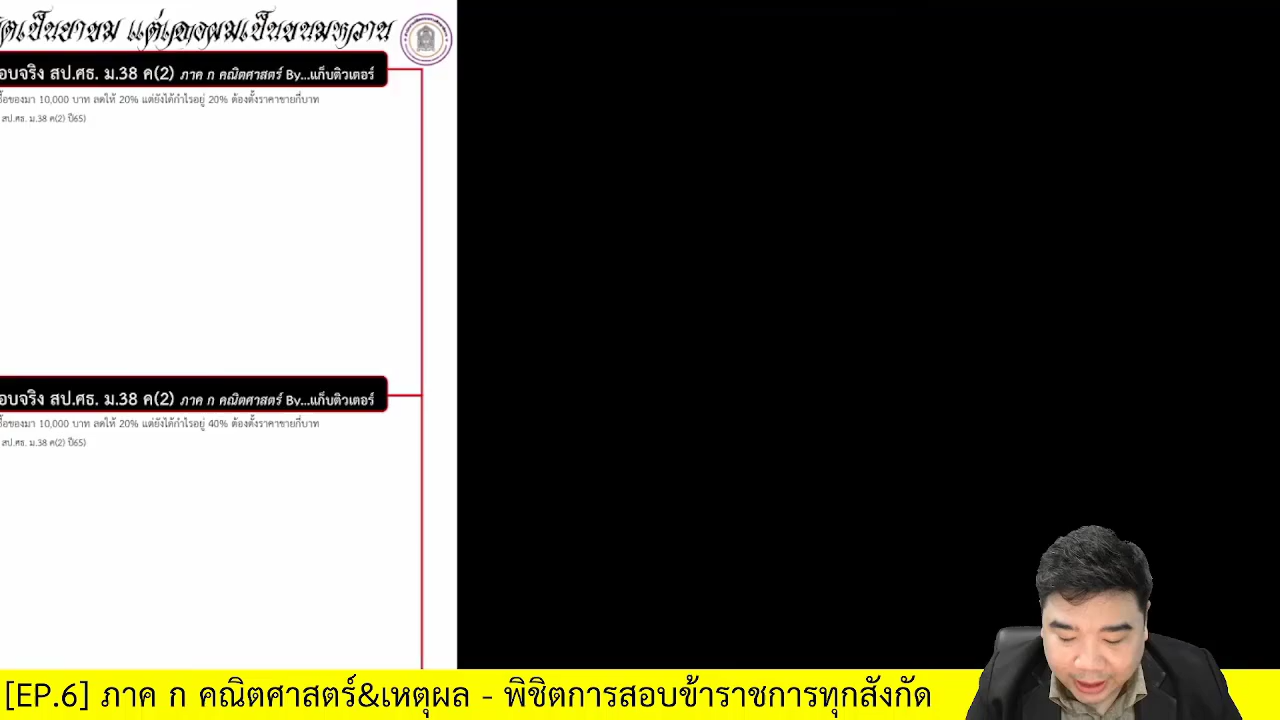 เป็นยาขม แต่เจอผมเป็นขนมหวาน
อบจริง สป.ศธ. ม.38 ค(2) ภาค ก คณิตศาสตร์ By...แก็บติวเตอร์
ซื้อของมา 10,000 บาท ลดให้ 20% แต่ยังได้กำไรอยู่ 20% ต้องตั้งราคาขายกี่บาท
สป.ศธ. ม.38 ค(2) ปี65)
อบจริง สป.ศธ. ม.38 ค(2) ภาค ก คณิตศาสตร์ By...แก็บติวเตอร์
ซื้อของมา 10,000 บาท ลดให้ 20% แต่ยังได้กำไรอยู่ 40% ต้องตั้งราคาขายกี่บาท
สป.ศธ. ม.38 ค(2) ปี65)
[EP.6] ภาค ก คณิตศาสตร์&เหตุผล - พิชิตการสอบข้าราชการทุกสังกัด